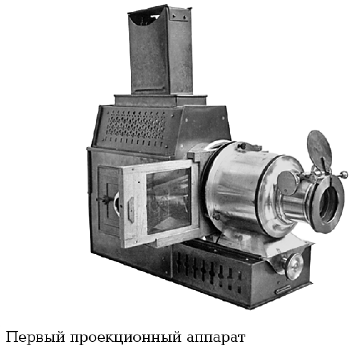 Первый проекционный аппарат